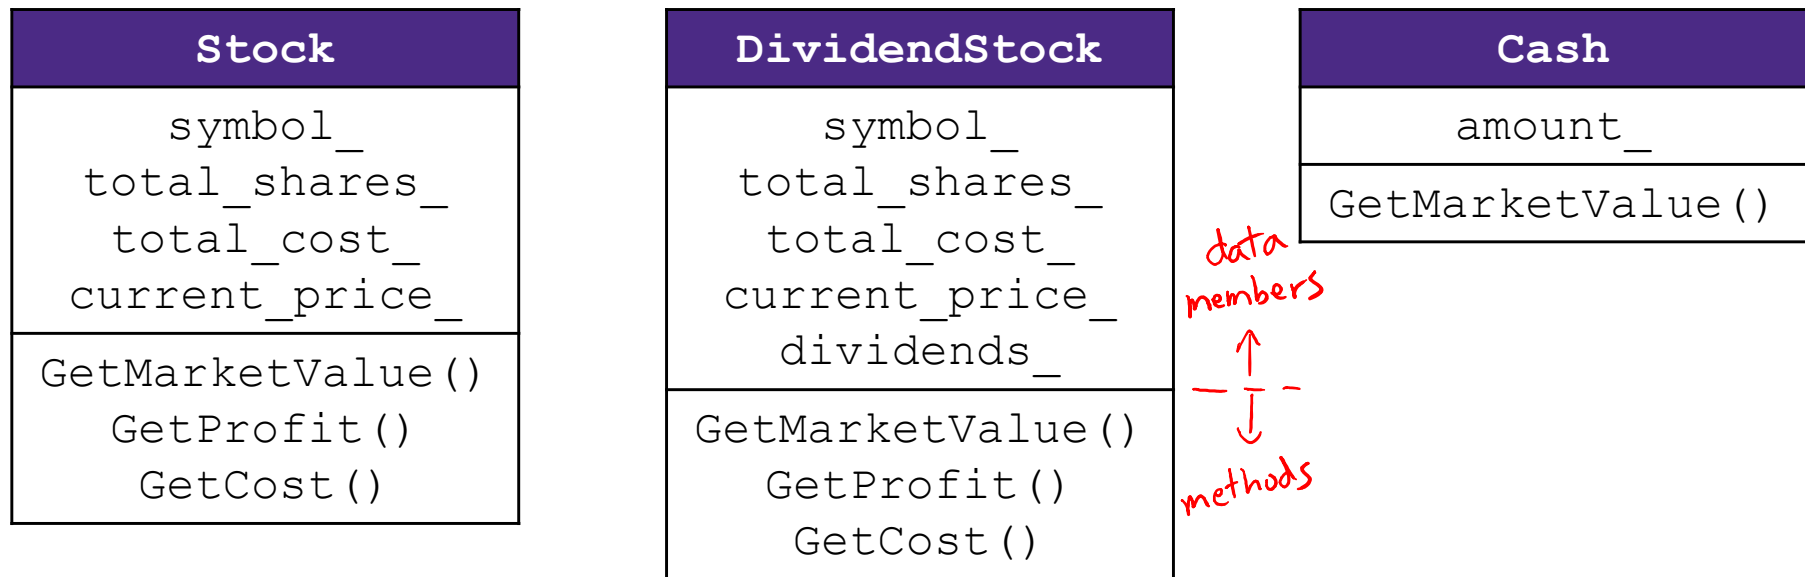 Stock
symbol_
total_shares_
total_cost_
current_price_
GetMarketValue()
GetProfit()
GetCost()
DividendStock
symbol_
total_shares_
total_cost_
current_price_
dividends_
GetMarketValue()
GetProfit()
GetCost()
data
members
methods
Cash
amount_
GetMarketValue()